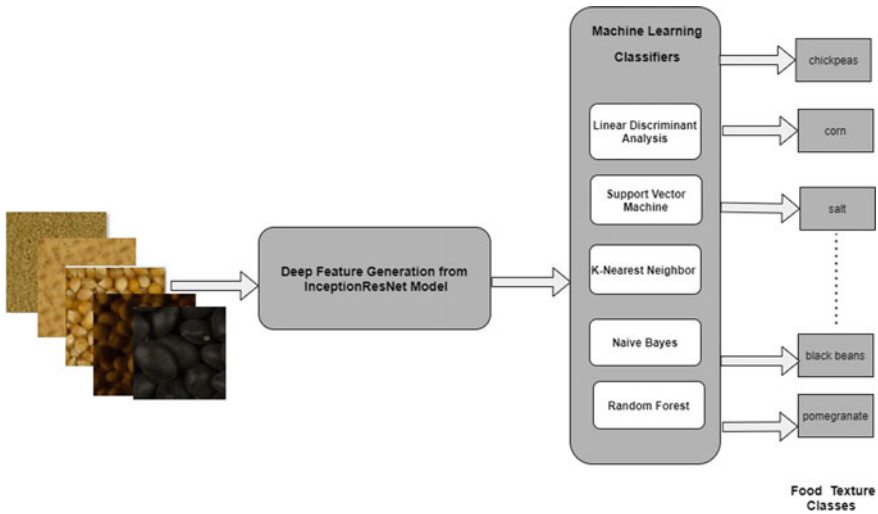 Machine Learning
Classifiers
chickpeas
Linear Discriminant
Analysis
corn
Support Vector
Machine
salt
Deep Feature Generation from
InceptionResNet Model
K-Nearest Neighbor
Naive Bayes
black beans
Random Forest
pomegranate
Food Texture
Classes